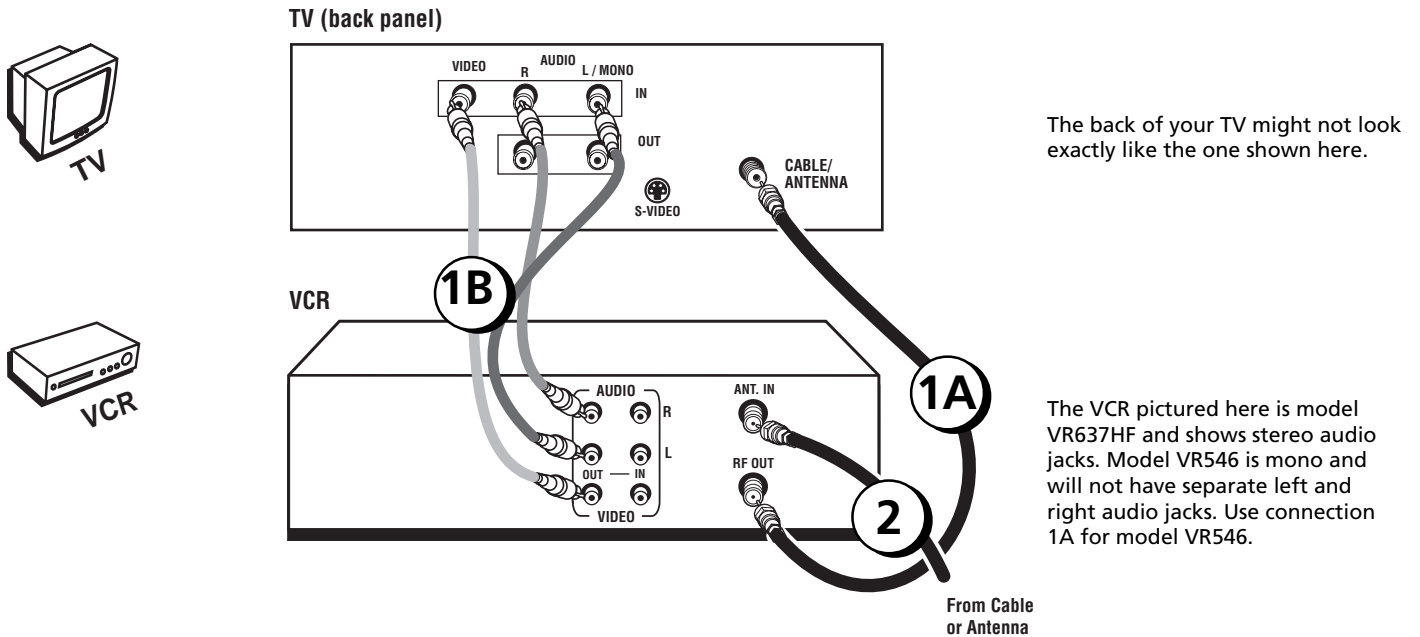 TV (back panel)
VIDEO
AUDIO
R
L / MONO
IN
OUT
S-VIDEO
CABLE/
ANTENNA
TV
The back of your TV might not look
exactly like the one shown here.
1B
VCR
1A
AUDIO
R
L
OUT
IN
VIDEO
ANT. IN
RF OUT
2
VCR
The VCR pictured here is model
VR637HF and shows stereo audio
jacks. Model VR546 is mono and
will not have separate left and
right audio jacks. Use connection
1A for model VR546.
From Cable
or Antenna